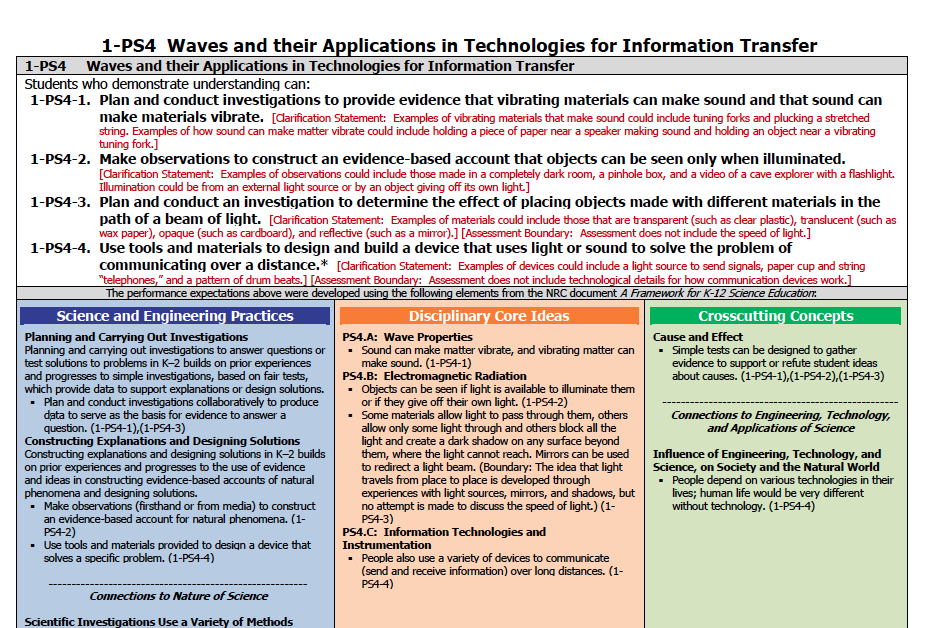 1-PS4 Waves and their Applications in Technologies for Information Transfer
1-PS4 Waves and their Applications in Technologies for Information Transfer
Students who demonstrate understanding can:
1-PS4-1. Plan and conduct investigations to provide evidence that vibrating materials can make sound and that sound can
make materials vibrate. [Clarification Statement: Examples of vibrating materials that make sound could include tuning forks and plucking a stretched
string. Examples of how sound can make matter vibrate could include holding a piece of paper near a speaker making sound and holding an object near a vibrating
tuning fork.]
1-PS4-2. Make observations to construct an evidence-based account that objects can be seen only when illuminated.
[Clarification Statement: Examples of observations could include those made in a completely dark room, a pinhole box, and a video of a cave explorer with a flashlight.
Illumination could be from an external light source or by an object giving off its own light.]
1-PS4-3. Plan and conduct an investigation to determine the effect of placing objects made with different materials in the
path of a beam of light. [Clarification Statement: Examples of materials could include those that are transparent (such as clear plastic), translucent (such as
wax paper), opaque (such as cardboard), and reflective (such as a mirror).] [Assessment Boundary: Assessment does not include the speed of light.]
1-PS4-4. Use tools and materials to design and build a device that uses light or sound to solve the problem of
communicating over a distance.* [Clarification Statement: Examples of devices could include a light source to send signals, paper cup and string
“telephones,” and a pattern of drum beats.] [Assessment Boundary: Assessment does not include technological details for how communication devices work.]
The performance expectations above were developed using the following elements from the NRC document A Framework for K-12 Science Education:
Science and Engineering Practices
Planning and Carrying Out Investigations
Planning and carrying out investigations to answer questions or
test solutions to problems in K–2 builds on prior experiences
and progresses to simple investigations, based on fair tests,
which provide data to support explanations or design solutions.
▪ Plan and conduct investigations collaboratively to produce
data to serve as the basis for evidence to answer a
question. (1-PS4-1),(1-PS4-3)
Constructing Explanations and Designing Solutions
Constructing explanations and designing solutions in K–2 builds
on prior experiences and progresses to the use of evidence
and ideas in constructing evidence-based accounts of natural
phenomena and designing solutions.
▪ Make observations (firsthand or from media) to construct
an evidence-based account for natural phenomena. (1-
PS4-2)
▪ Use tools and materials provided to design a device that
solves a specific problem. (1-PS4-4)
--------------------------------------------------------
Connections to Nature of Science
Scientific Investigations Use a Variety of Methods
Disciplinary Core Ideas
PS4.A: Wave Properties
▪ Sound can make matter vibrate, and vibrating matter can
make sound. (1-PS4-1)
PS4.B: Electromagnetic Radiation
▪ Objects can be seen if light is available to illuminate them
or if they give off their own light. (1-PS4-2)
▪ Some materials allow light to pass through them, others
allow only some light through and others block all the
light and create a dark shadow on any surface beyond
them, where the light cannot reach. Mirrors can be used
to redirect a light beam. (Boundary: The idea that light
travels from place to place is developed through
experiences with light sources, mirrors, and shadows, but
no attempt is made to discuss the speed of light.) (1-
PS4-3)
PS4.C: Information Technologies and
Instrumentation
▪ People also use a variety of devices to communicate
(send and receive information) over long distances. (1-
PS4-4)
Crosscutting Concepts
Cause and Effect
▪ Simple tests can be designed to gather
evidence to support or refute student ideas
about causes. (1-PS4-1),(1-PS4-2),(1-PS4-3)
---------------------------------------------------
Connections to Engineering, Technology,
and Applications of Science
Influence of Engineering, Technology, and
Science, on Society and the Natural World
▪ People depend on various technologies in their
lives; human life would be very different
without technology. (1-PS4-4)